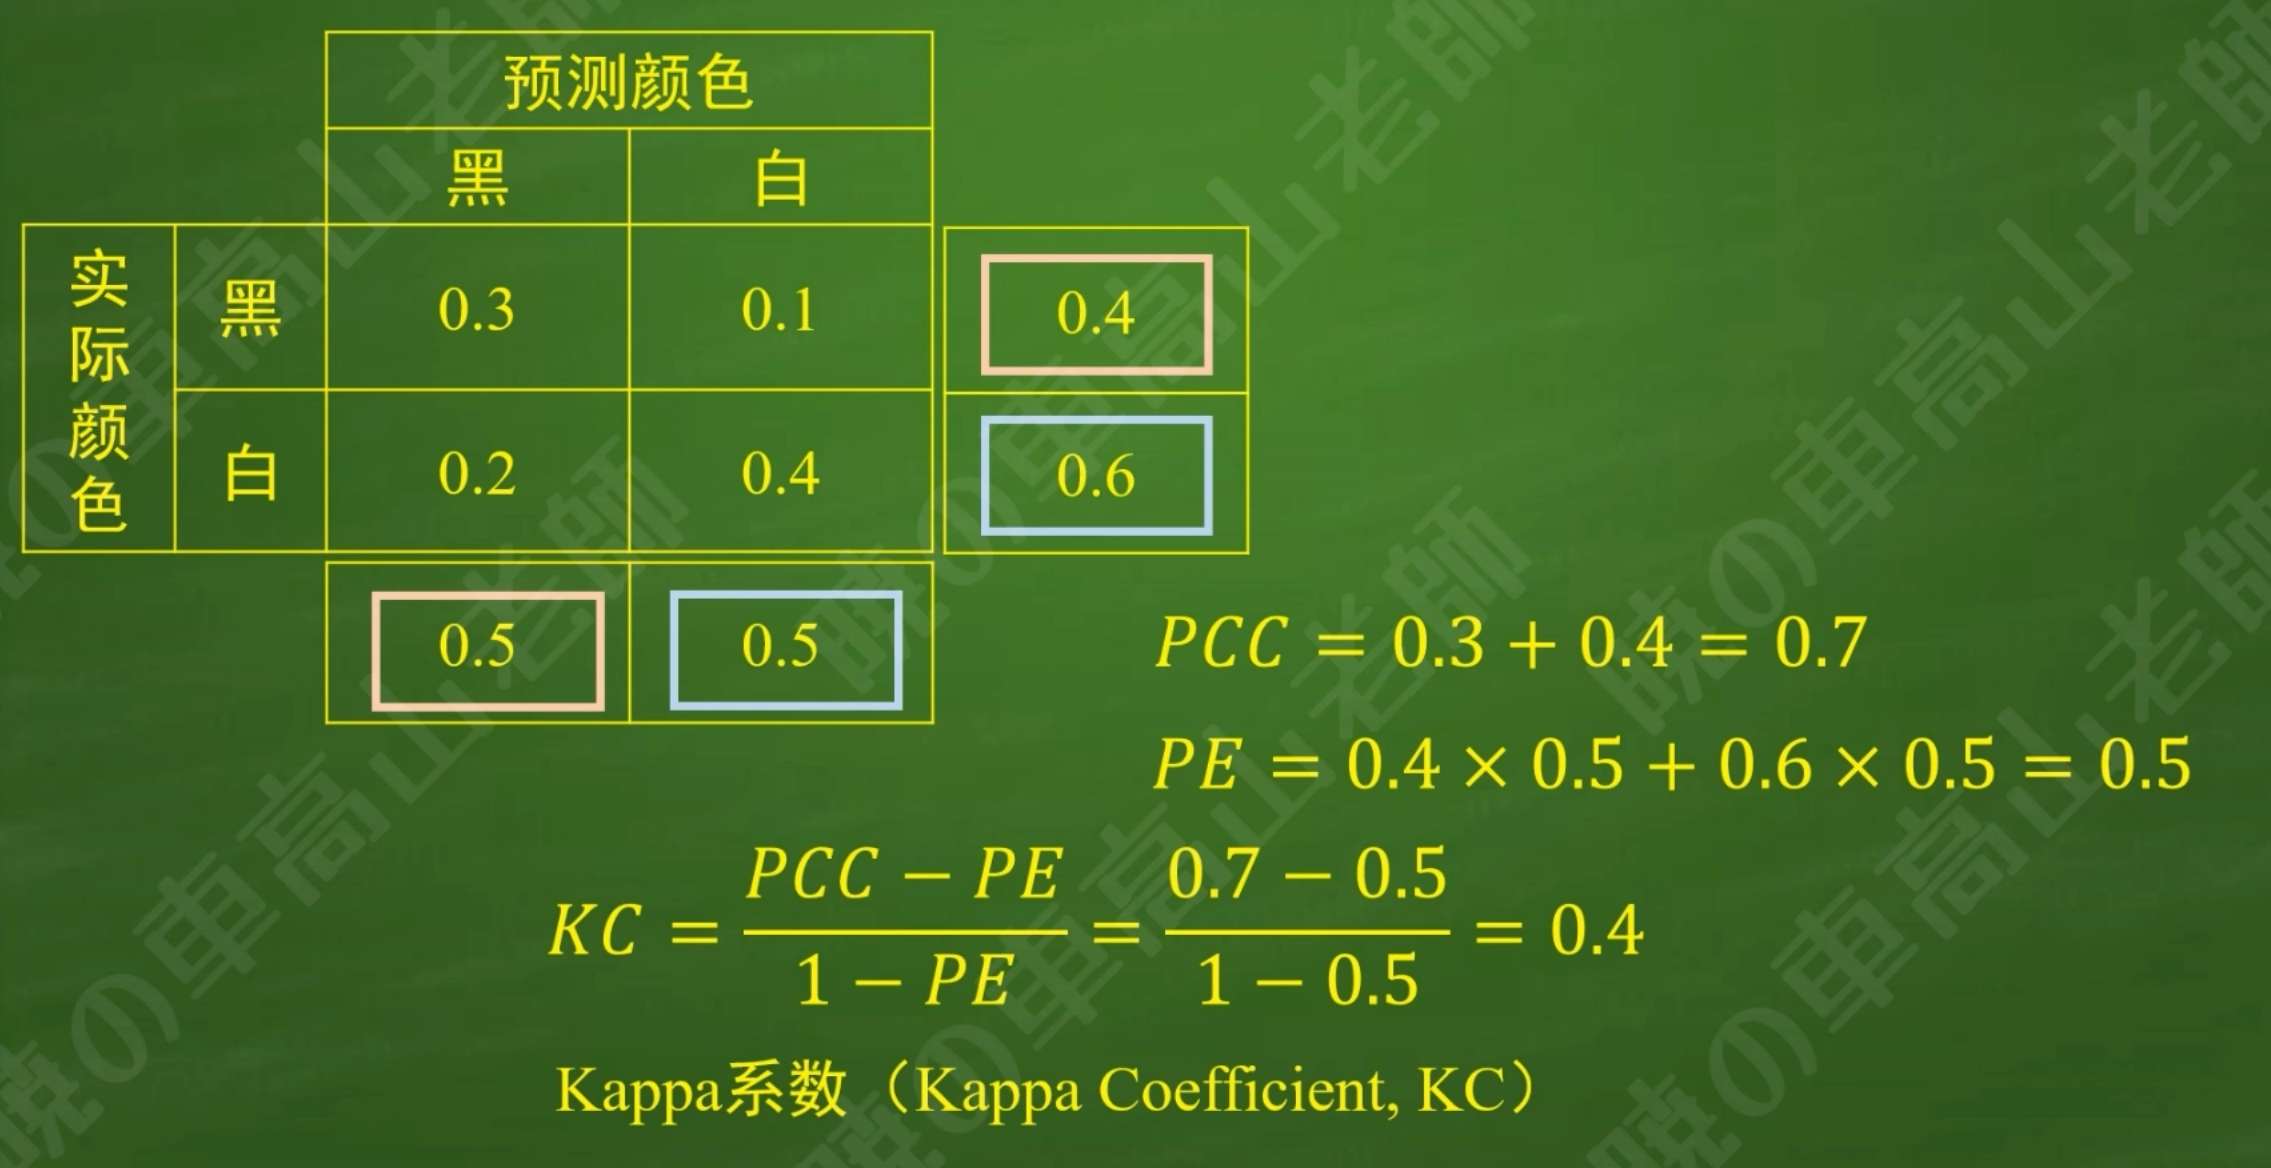 预测颜色
黑 白
实际颜色
黑 0.3 0.1 0.4
白 0.2 0.4 0.6
0.5 0.5
PCC = 0.3 + 0.4 = 0.7
PE = 0.4 × 0.5 + 0.6 × 0.5 = 0.5
KC = \frac{PCC − PE}{1 − PE} = \frac{0.7 − 0.5}{1 − 0.5} = 0.4
Kappa系数（Kappa Coefficient, KC）
暁の車高山老師